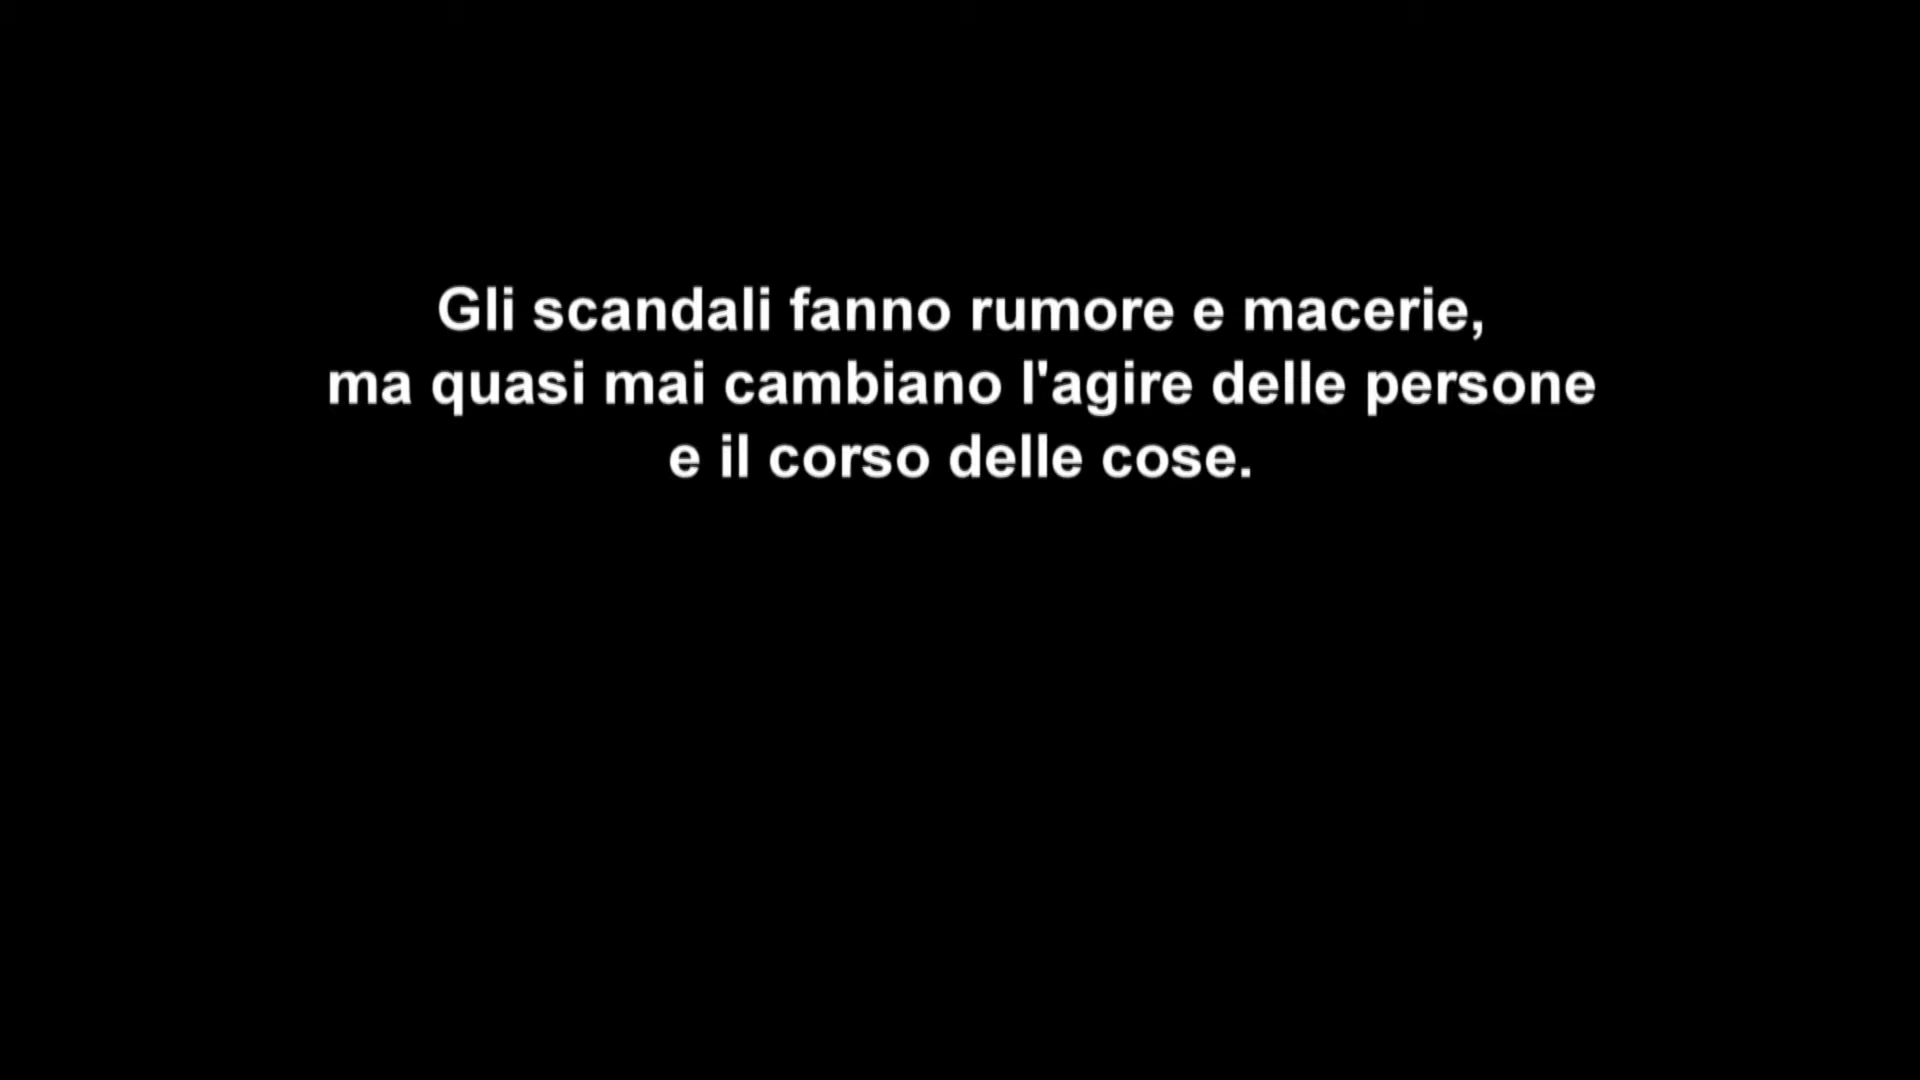 Gli scandali fanno rumore e macerie,
ma quasi mai cambiano l'agire delle persone
e il corso delle cose.